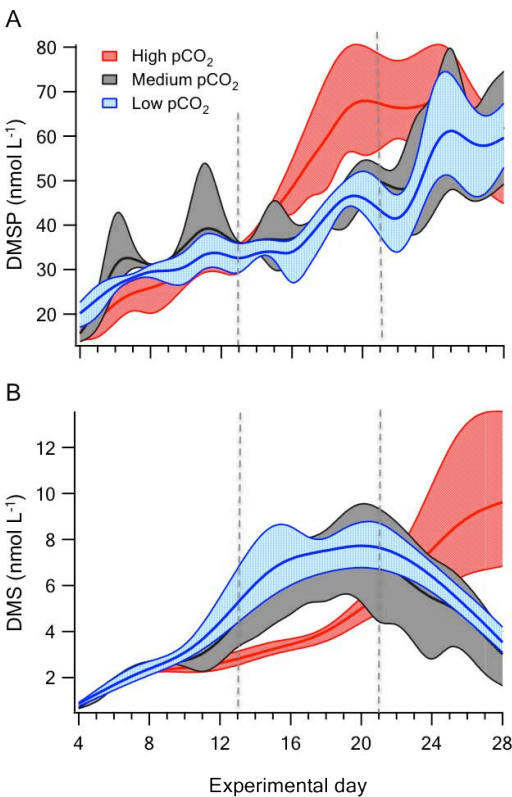 A
80
70
60
50
40
30
20
DMSP (nmol L⁻¹)
High pCO₂
Medium pCO₂
Low pCO₂
B
12
10
8
6
4
2
DMS (nmol L⁻¹)
4 8 12 16 20 24 28
Experimental day